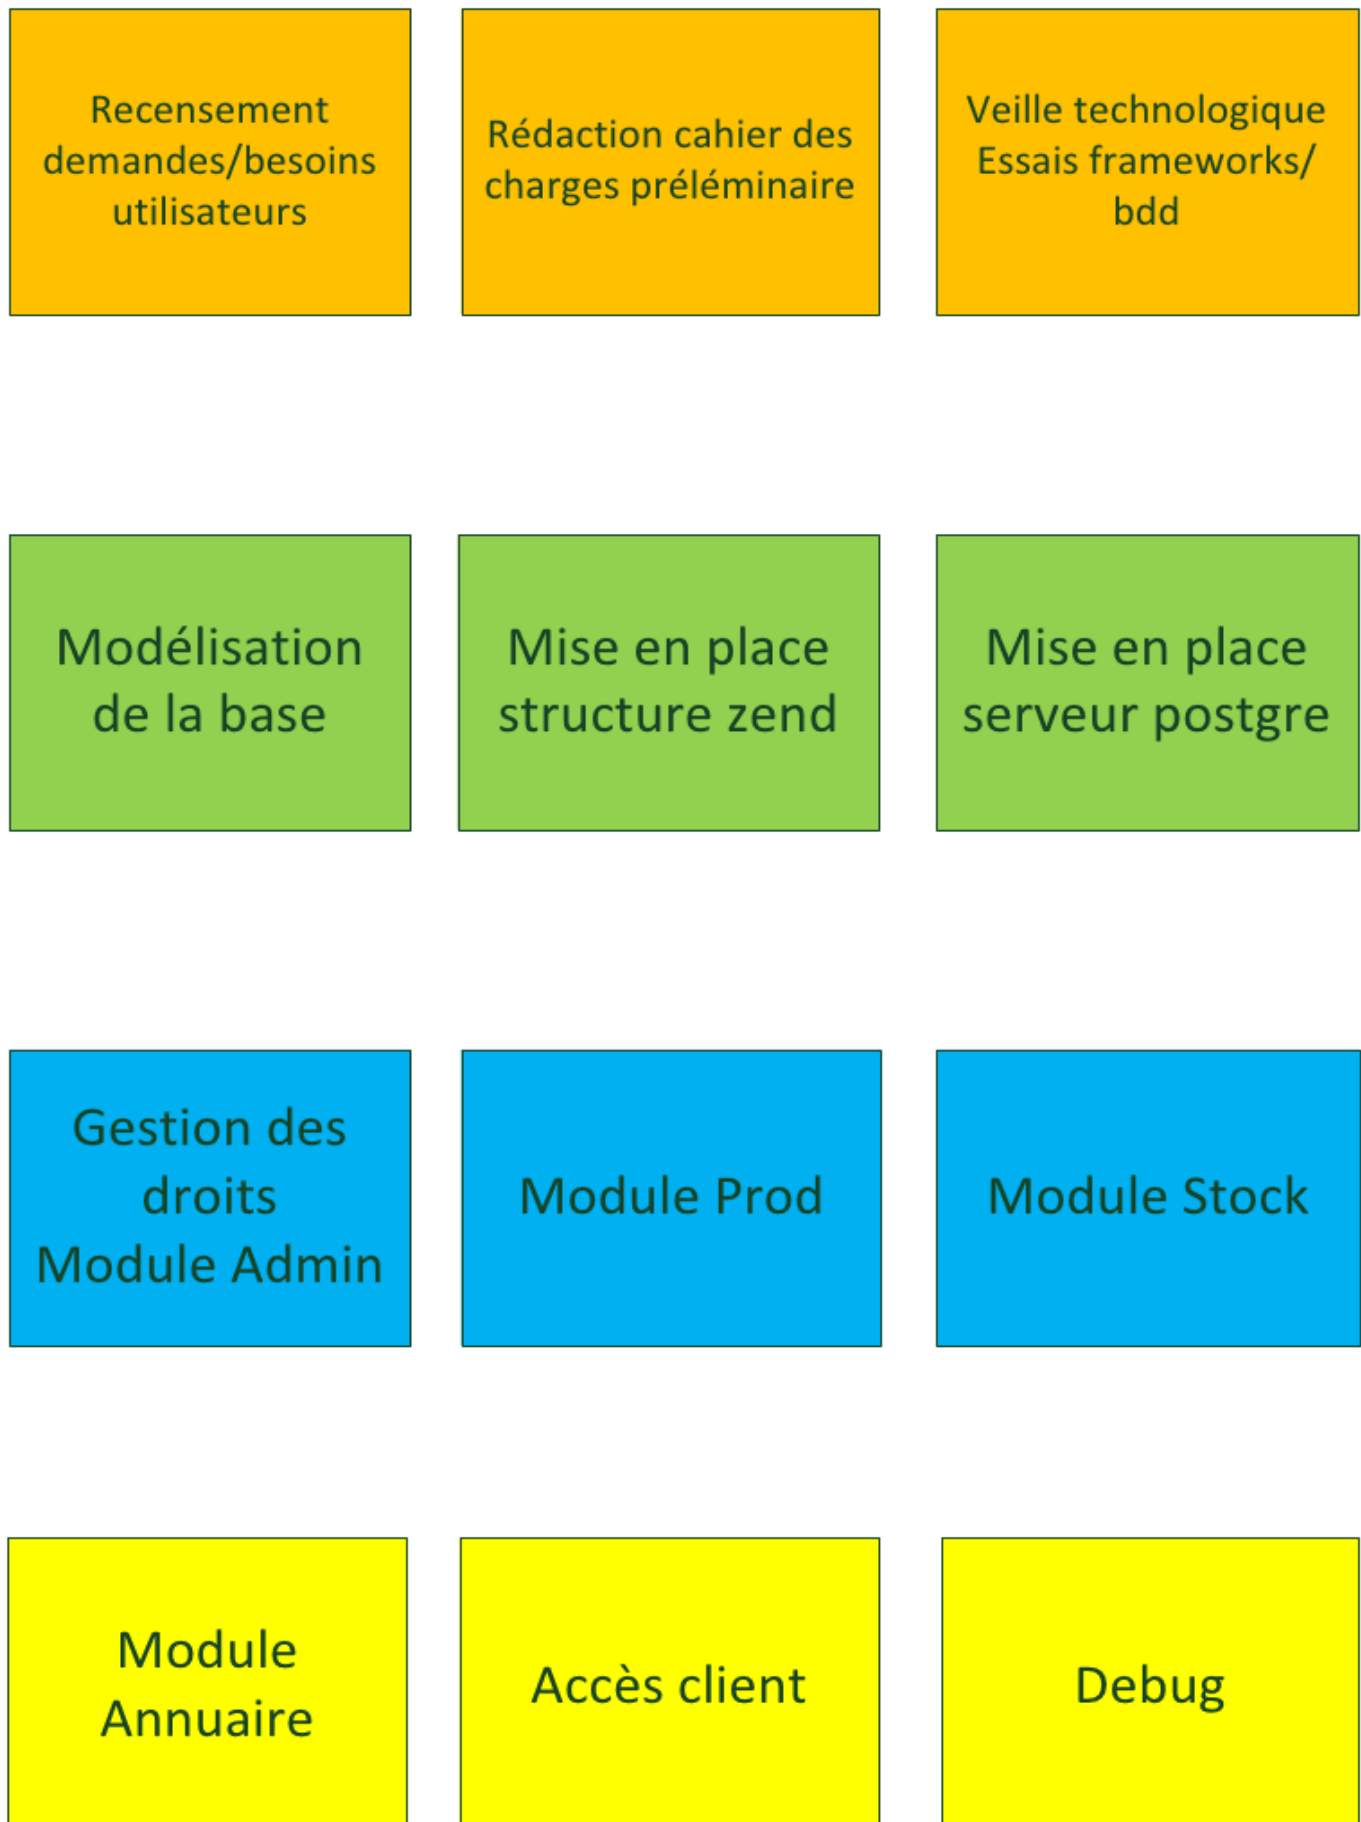 Recensement
demandes/besoins
utilisateurs
Rédaction cahier des
charges préléminaire
Veille technologique
Essais frameworks/
bdd
Modélisation
de la base
Mise en place
structure zend
Mise en place
serveur postgre
Gestion des
droits
Module Admin
Module Prod
Module Stock
Module
Annuaire
Accès client
Debug